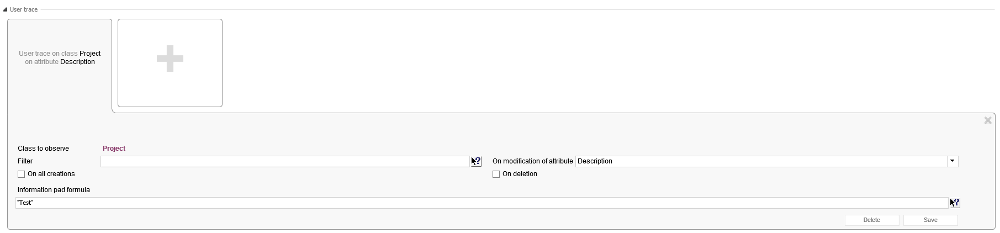 User trace
User trace on class Project
on attribute Description
Class to observe Project
Filter On modification of attribute Description
On all creations On deletion
Information pad formula
"Test"
Delete Save